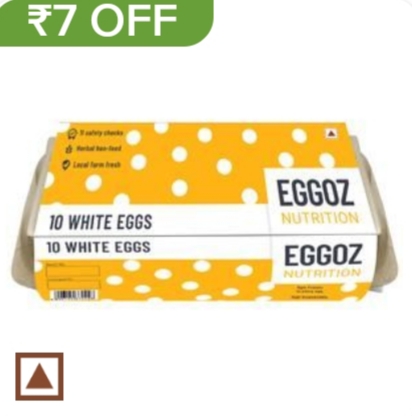 ₹7 OFF
11 safety checks
Herbal hen-feed
Local farm fresh
EGGOZ
NUTRITION
10 WHITE EGGS
10 WHITE EGGS
EGGOZ
NUTRITION